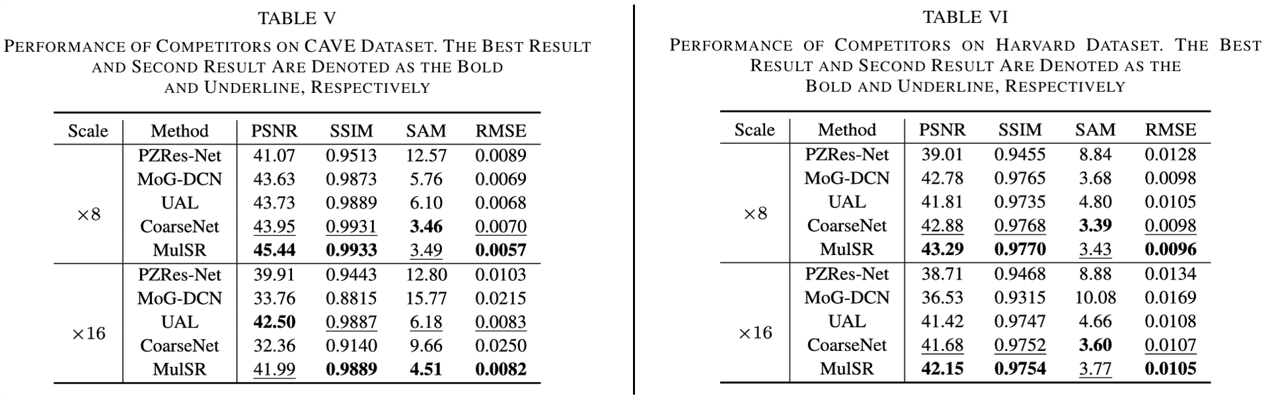 TABLE V
PERFORMANCE OF COMPETITORS ON CAVE DATASET. THE BEST RESULT
AND SECOND RESULT ARE DENOTED AS THE BOLD
AND UNDERLINE, RESPECTIVELY
Scale Method PSNR SSIM SAM RMSE
PZRes-Net 41.07 0.9513 12.57 0.0089
MoG-DCN 43.63 0.9873 5.76 0.0069
×8 UAL 43.73 0.9889 6.10 0.0068
CoarseNet 43.95 0.9931 3.46 0.0070
MulSR 45.44 0.9933 3.49 0.0057
PZRes-Net 39.91 0.9443 12.80 0.0103
MoG-DCN 33.76 0.8815 15.77 0.0215
×16 UAL 42.50 0.9887 6.18 0.0083
CoarseNet 32.36 0.9140 9.66 0.0250
MulSR 41.99 0.9889 4.51 0.0082
TABLE VI
PERFORMANCE OF COMPETITORS ON HARVARD DATASET. THE BEST
RESULT AND SECOND RESULT ARE DENOTED AS THE
BOLD AND UNDERLINE, RESPECTIVELY
Scale Method PSNR SSIM SAM RMSE
PZRes-Net 39.01 0.9455 8.84 0.0128
MoG-DCN 42.78 0.9765 3.68 0.0098
×8 UAL 41.81 0.9735 4.80 0.0105
CoarseNet 42.88 0.9768 3.39 0.0098
MulSR 43.29 0.9770 3.43 0.0096
PZRes-Net 38.71 0.9468 8.88 0.0134
MoG-DCN 36.53 0.9315 10.08 0.0169
×16 UAL 41.42 0.9747 4.66 0.0108
CoarseNet 41.68 0.9752 3.60 0.0107
MulSR 42.15 0.9754 3.77 0.0105